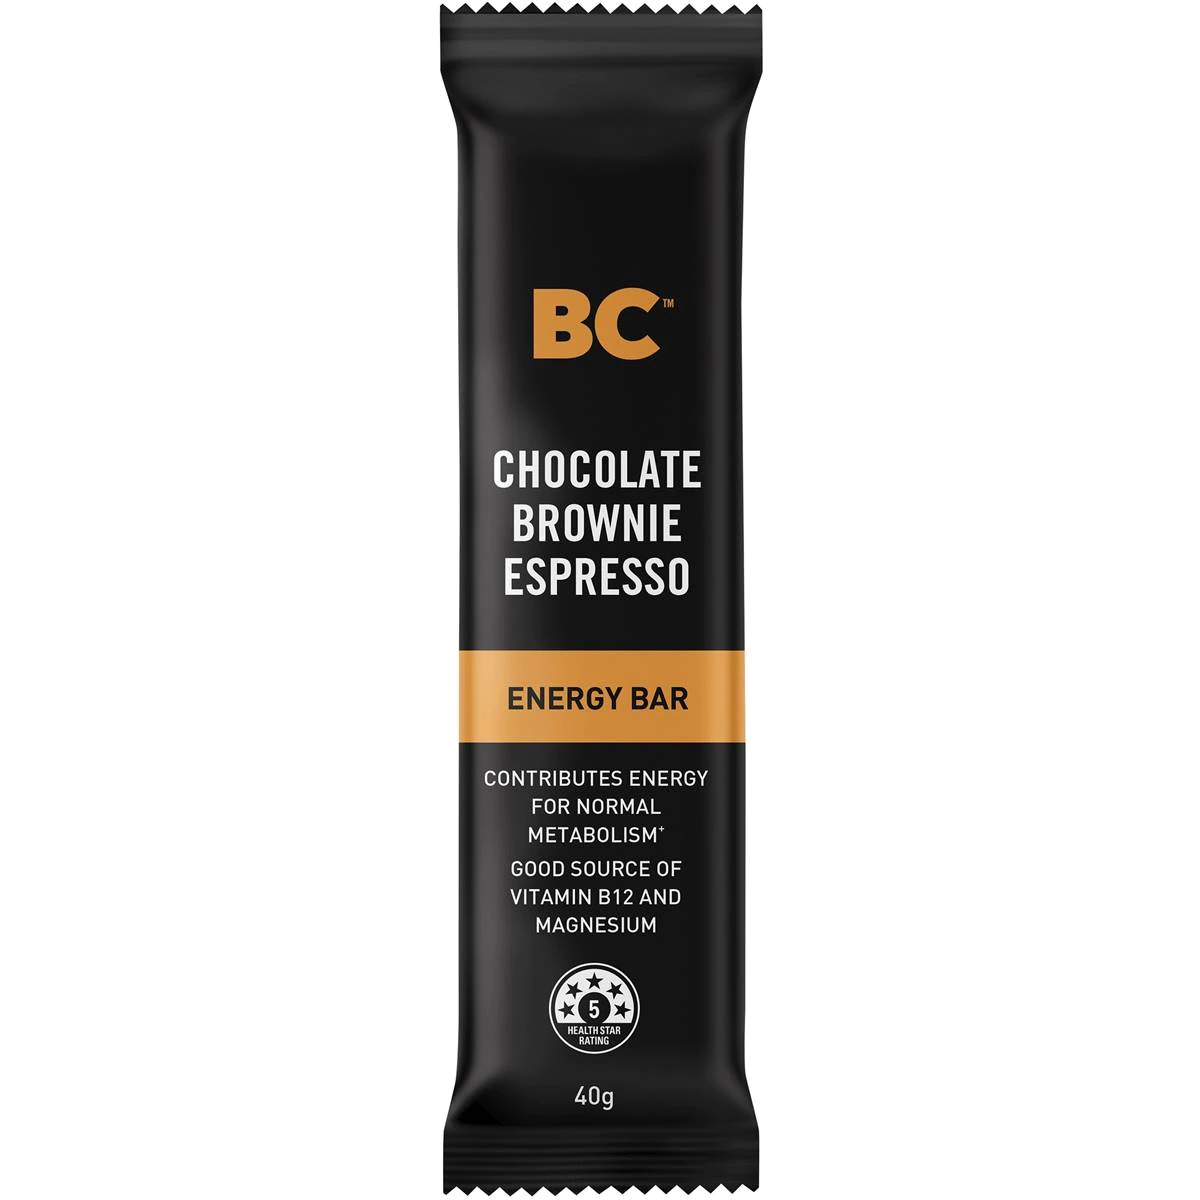 BC™
CHOCOLATE
BROWNIE
ESPRESSO
ENERGY BAR
CONTRIBUTES ENERGY
FOR NORMAL
METABOLISM⁺
GOOD SOURCE OF
VITAMIN B12 AND
MAGNESIUM
5
HEALTH STAR
RATING
40g